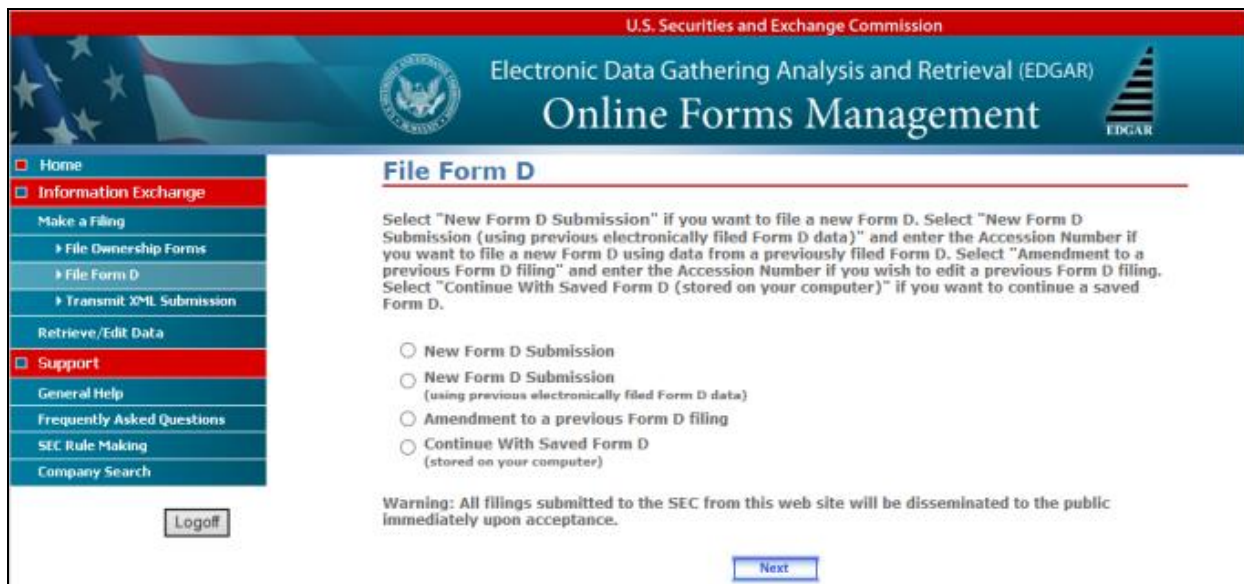 U.S. Securities and Exchange Commission
Electronic Data Gathering Analysis and Retrieval (EDGAR)
Online Forms Management
EDGAR
Home
Information Exchange
Make a Filing
File Ownership Forms
File Form D
Transmit XML Submission
Retrieve/Edit Data
Support
General Help
Frequently Asked Questions
SEC Rule Making
Company Search
Logoff
File Form D
Select "New Form D Submission" if you want to file a new Form D. Select "New Form D
Submission (using previous electronically filed Form D data)" and enter the Accession Number if
you want to file a new Form D using data from a previously filed Form D. Select "Amendment to a
previous Form D filing" and enter the Accession Number if you wish to edit a previous Form D filing.
Select "Continue With Saved Form D (stored on your computer)" if you want to continue a saved
Form D.
New Form D Submission
New Form D Submission
(using previous electronically filed Form D data)
Amendment to a previous Form D filing
Continue With Saved Form D
(stored on your computer)
Warning: All filings submitted to the SEC from this web site will be disseminated to the public
immediately upon acceptance.
Next